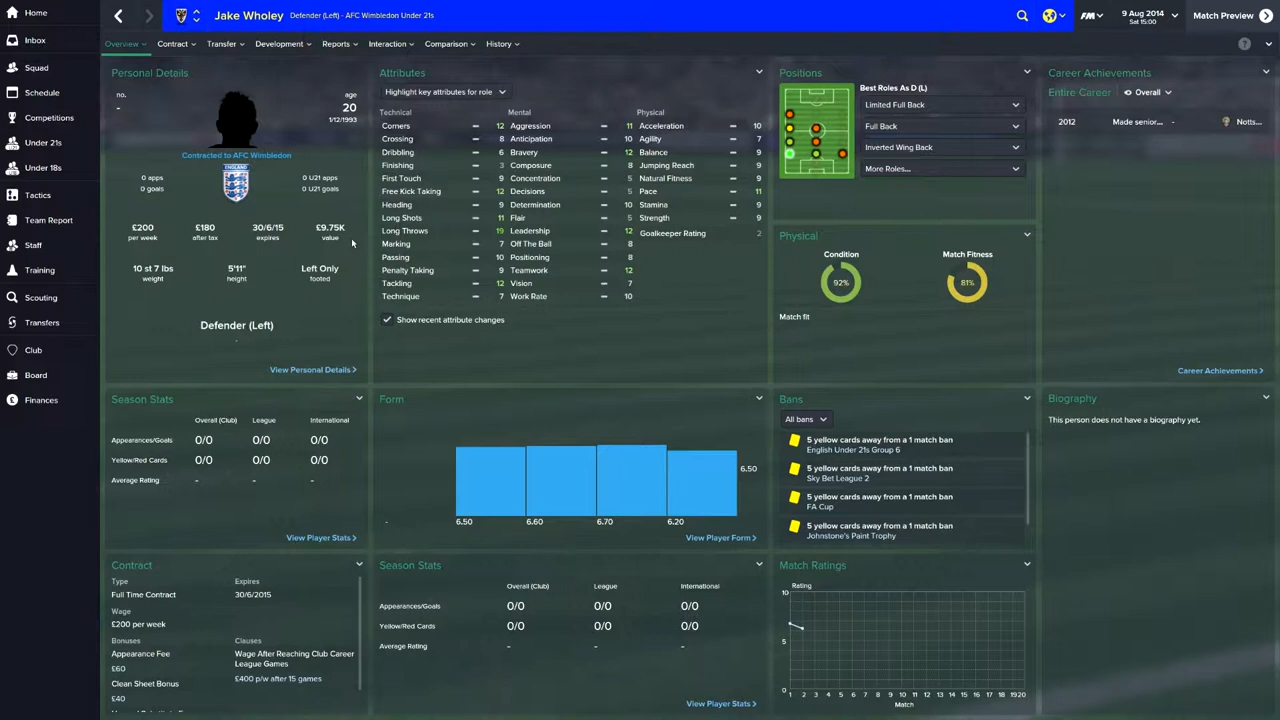 Home
Inbox
Squad
Schedule
Competitions
Under 21s
Under 18s
Tactics
Team Report
Staff
Training
Scouting
Transfers
Club
Board
Finances
Jake Wholey Defender (Left) - AFC Wimbledon Under 21s
FM
9 Aug 2014
Sat 15:00
Match Preview
Overview Contract Transfer Development Reports Interaction Comparison History
?
Personal Details
no.
-
age
20
1/12/1993
Contracted to AFC Wimbledon
ENGLAND
0 apps
0 goals
0 U21 apps
0 U21 goals
£200
per week
£180
after tax
30/6/15
expires
£9.75K
value
10 st 7 lbs
weight
5'11"
height
Left Only
footed
Defender (Left)
-
View Personal Details >
Attributes
Highlight key attributes for role
Technical Mental Physical
Corners - 12 Aggression - 11 Acceleration - 10
Crossing - 8 Anticipation - 10 Agility - 7
Dribbling - 6 Bravery - 12 Balance - 9
Finishing - 3 Composure - 8 Jumping Reach - 9
First Touch - 9 Concentration - 5 Natural Fitness - 9
Free Kick Taking - 12 Decisions - 5 Pace - 11
Heading - 9 Determination - 10 Stamina - 9
Long Shots - 11 Flair - 5 Strength - 9
Long Throws - 19 Leadership - 12 Goalkeeper Rating 2
Marking - 7 Off The Ball - 8
Passing - 10 Positioning - 8
Penalty Taking - 9 Teamwork - 12
Tackling - 12 Vision - 7
Technique - 7 Work Rate - 10
Show recent attribute changes
Positions
Best Roles As D (L)
Limited Full Back
Full Back
Inverted Wing Back
More Roles...
Physical
Condition
92%
Match Fitness
81%
Match fit
Career Achievements
Entire Career Overall
2012 Made senior... - Notts...
Career Achievements >
Season Stats
Overall (Club) League International
Appearances/Goals 0/0 0/0 0/0
Yellow/Red Cards 0/0 0/0 0/0
Average Rating - - -
View Player Stats >
Form
6.50
- 6.50 6.60 6.70 6.20
View Player Form >
Bans
All bans
5 yellow cards away from a 1 match ban
English Under 21s Group 6
5 yellow cards away from a 1 match ban
Sky Bet League 2
5 yellow cards away from a 1 match ban
FA Cup
5 yellow cards away from a 1 match ban
Johnstone's Paint Trophy
Biography
This person does not have a biography yet.
Contract
Type
Full Time Contract
Expires
30/6/2015
Wage
£200 per week
Bonuses
Appearance Fee
£60
Clean Sheet Bonus
£40
Clauses
Wage After Reaching Club Career
League Games
£400 p/w after 15 games
Season Stats
Overall (Club) League International
Appearances/Goals 0/0 0/0 0/0
Yellow/Red Cards 0/0 0/0 0/0
Average Rating - - -
View Player Stats >
Match Ratings
Rating
10
5
0
1 2 3 4 5 6 7 8 9 10 11 12 13 14 15 16 17 18 19 20
Match